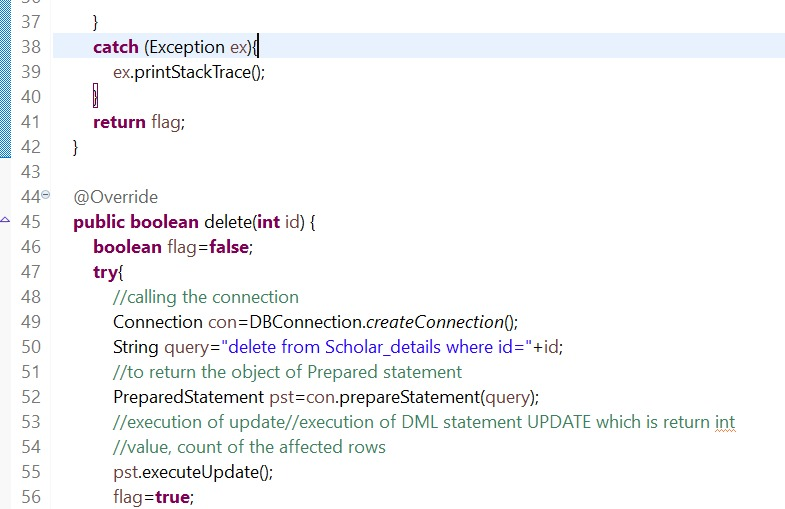 37 }
38 catch (Exception ex){
39 ex.printStackTrace();
40 }
41 return flag;
42 }
43
44 @Override
45 public boolean delete(int id) {
46 boolean flag=false;
47 try{
48 //calling the connection
49 Connection con=DBConnection.createConnection();
50 String query="delete from Scholar_details where id="+id;
51 //to return the object of Prepared statement
52 PreparedStatement pst=con.prepareStatement(query);
53 //execution of update//execution of DML statement UPDATE which is return int
54 //value, count of the affected rows
55 pst.executeUpdate();
56 flag=true;